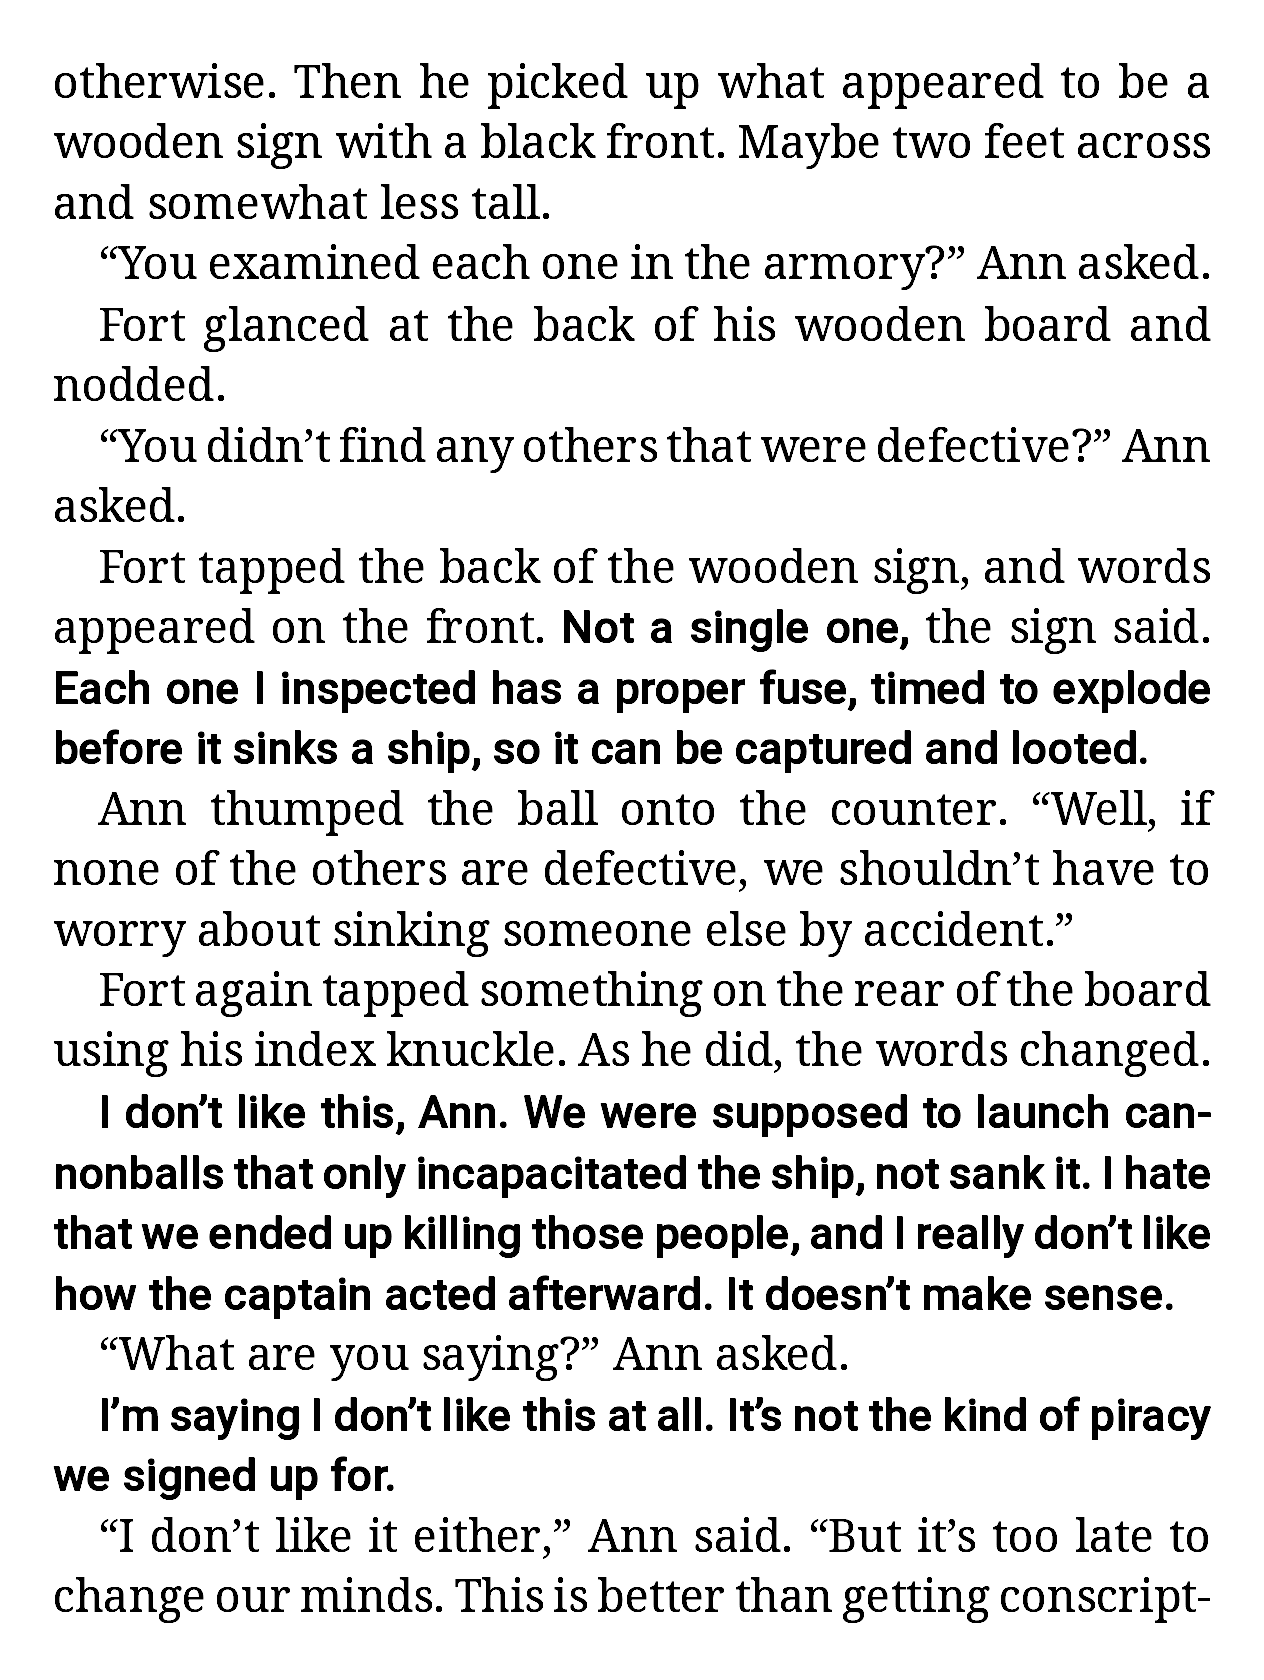 otherwise. Then he picked up what appeared to be a
wooden sign with a black front. Maybe two feet across
and somewhat less tall.
“You examined each one in the armory?” Ann asked.
Fort glanced at the back of his wooden board and
nodded.
“You didn’t find any others that were defective?” Ann
asked.
Fort tapped the back of the wooden sign, and words
appeared on the front. Not a single one, the sign said.
Each one I inspected has a proper fuse, timed to explode
before it sinks a ship, so it can be captured and looted.
Ann thumped the ball onto the counter. “Well, if
none of the others are defective, we shouldn’t have to
worry about sinking someone else by accident.”
Fort again tapped something on the rear of the board
using his index knuckle. As he did, the words changed.
I don’t like this, Ann. We were supposed to launch can-
nonballs that only incapacitated the ship, not sank it. I hate
that we ended up killing those people, and I really don’t like
how the captain acted afterward. It doesn’t make sense.
“What are you saying?” Ann asked.
I’m saying I don’t like this at all. It’s not the kind of piracy
we signed up for.
“I don’t like it either,” Ann said. “But it’s too late to
change our minds. This is better than getting conscript-